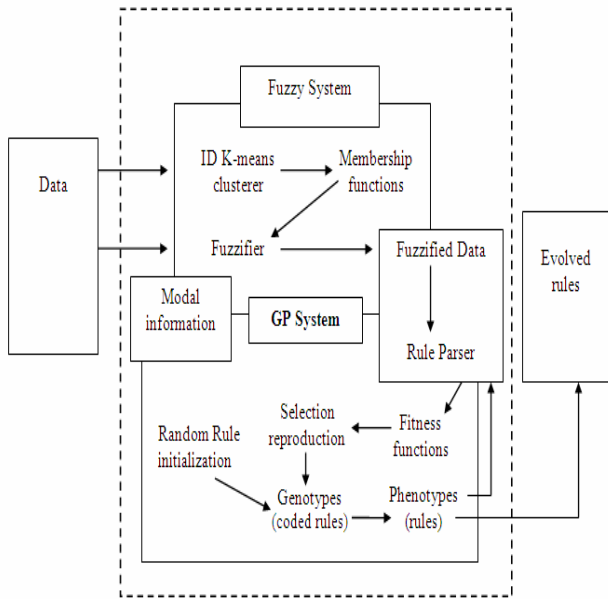 Fuzzy System
Data
ID K-means
clusterer
Membership
functions
Fuzzifier
Fuzzified Data
Rule Parser
Evolved
rules
Modal
information
GP System
Random Rule
initialization
Selection
reproduction
Fitness
functions
Genotypes
(coded rules)
Phenotypes
(rules)